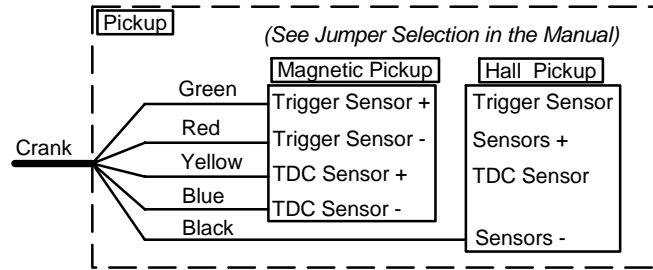 Pickup
(See Jumper Selection in the Manual)
Magnetic Pickup
Hall Pickup
Crank
Green
Trigger Sensor +
Trigger Sensor
Red
Trigger Sensor -
Sensors +
Yellow
TDC Sensor +
TDC Sensor
Blue
TDC Sensor -
Black
Sensors -